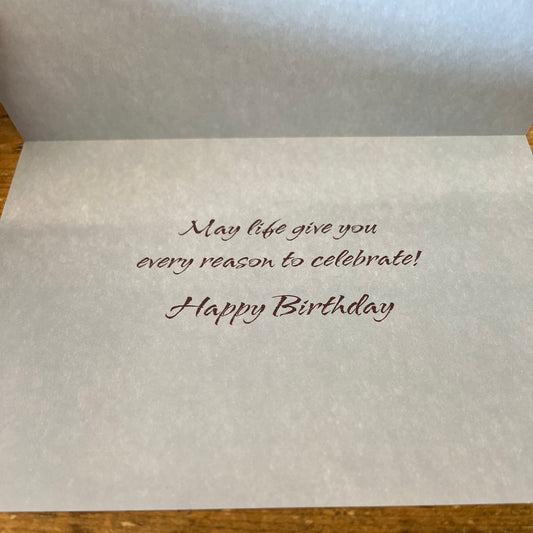 May life give you
every reason to celebrate!
Happy Birthday